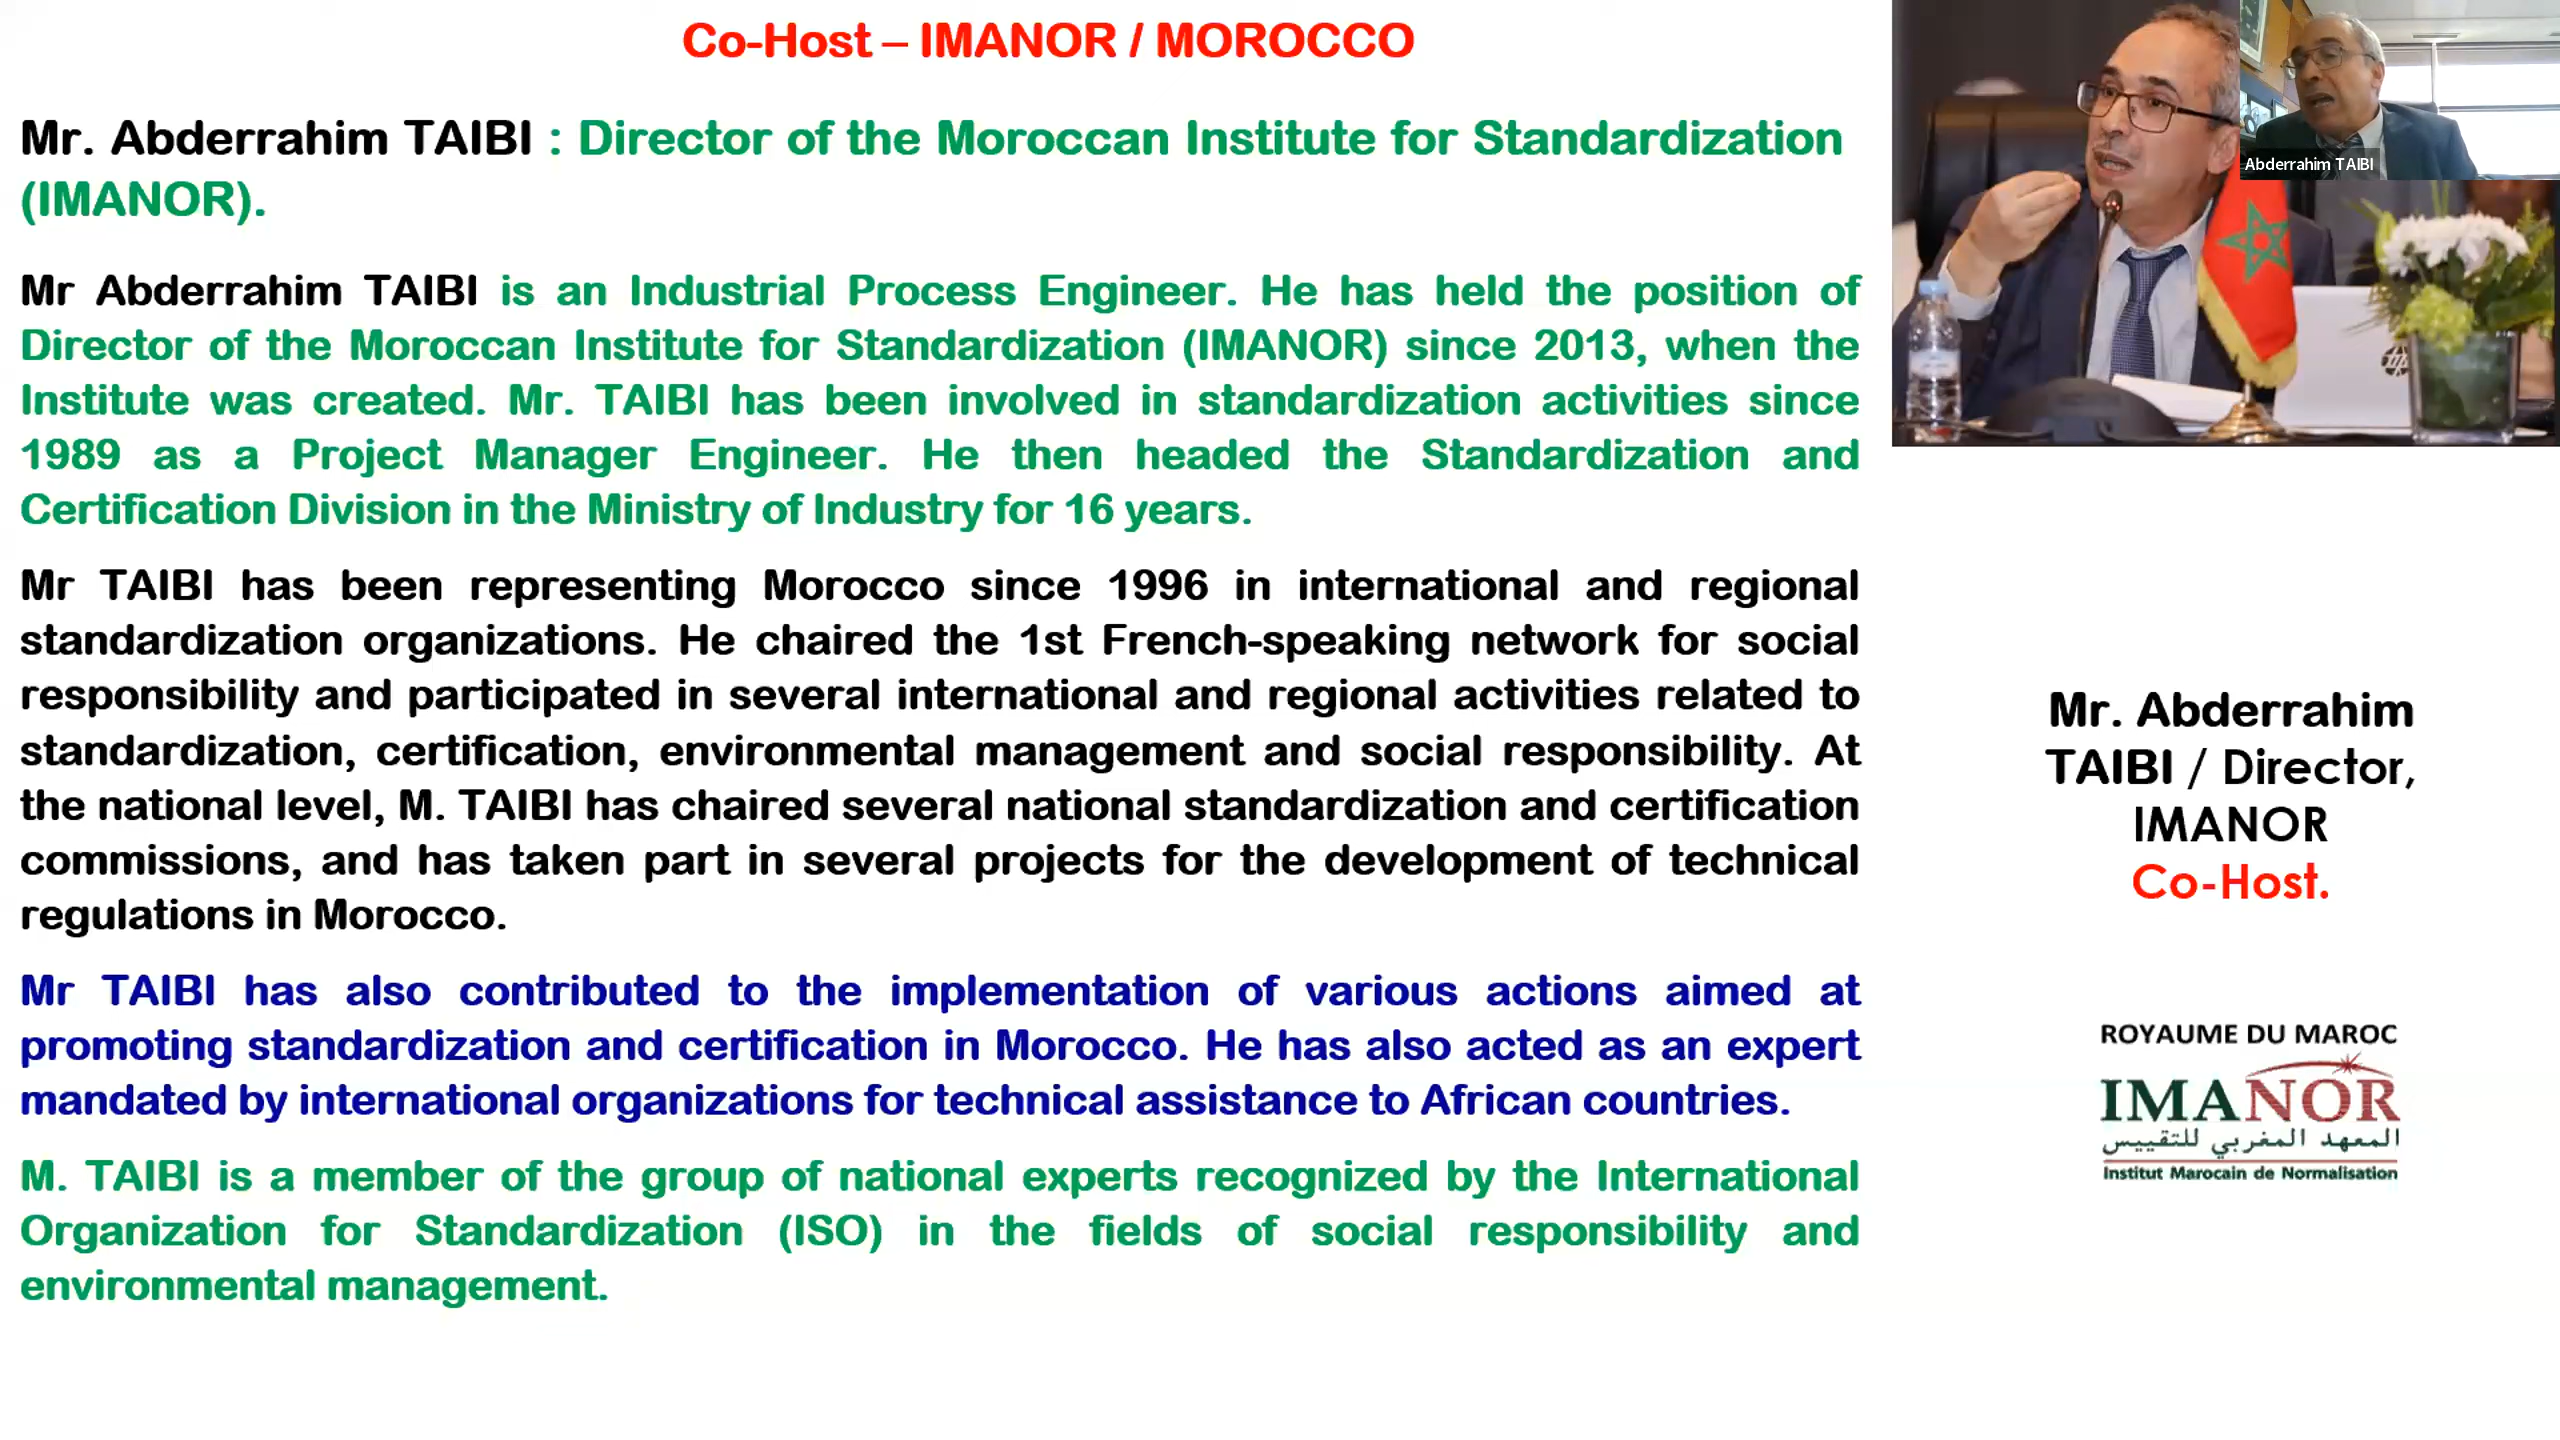 Co-Host – IMANOR / MOROCCO
Mr. Abderrahim TAIBI : Director of the Moroccan Institute for Standardization
(IMANOR).
Mr Abderrahim TAIBI is an Industrial Process Engineer. He has held the position of
Director of the Moroccan Institute for Standardization (IMANOR) since 2013, when the
Institute was created. Mr. TAIBI has been involved in standardization activities since
1989 as a Project Manager Engineer. He then headed the Standardization and
Certification Division in the Ministry of Industry for 16 years.
Mr TAIBI has been representing Morocco since 1996 in international and regional
standardization organizations. He chaired the 1st French-speaking network for social
responsibility and participated in several international and regional activities related to
standardization, certification, environmental management and social responsibility. At
the national level, M. TAIBI has chaired several national standardization and certification
commissions, and has taken part in several projects for the development of technical
regulations in Morocco.
Mr TAIBI has also contributed to the implementation of various actions aimed at
promoting standardization and certification in Morocco. He has also acted as an expert
mandated by international organizations for technical assistance to African countries.
M. TAIBI is a member of the group of national experts recognized by the International
Organization for Standardization (ISO) in the fields of social responsibility and
environmental management.
Abderrahim TAIBI
hp
Mr. Abderrahim
TAIBI / Director,
IMANOR
Co-Host.
ROYAUME DU MAROC
IMANOR
المعهد المغربي للتقييس
Institut Marocain de Normalisation